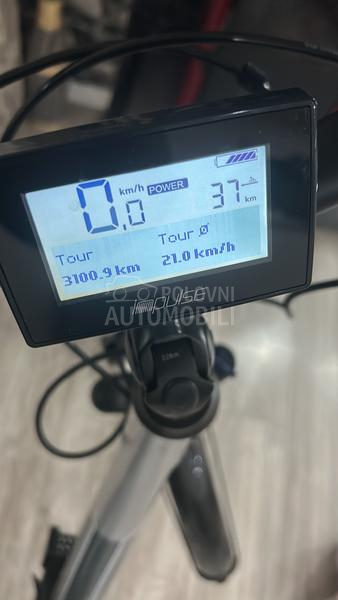 0,0 km/h POWER 37 km
Tour Tour Ø
3100.9 km 21.0 km/h
impulse
POLOVNI
AUTOMOBILI